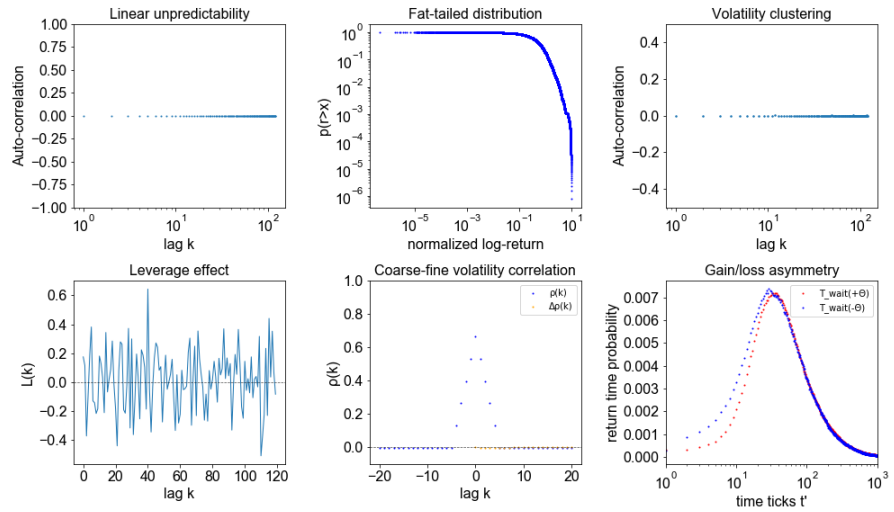 Linear unpredictability
Auto-correlation
1.00
0.75
0.50
0.25
0.00
−0.25
−0.50
−0.75
−1.00
10⁰ 10¹ 10²
lag k
Fat-tailed distribution
p(r>x)
10⁰
10⁻¹
10⁻²
10⁻³
10⁻⁴
10⁻⁵
10⁻⁶
10⁻⁵ 10⁻¹ 10¹
normalized log-return
Volatility clustering
Auto-correlation
0.4
0.2
0.0
−0.2
−0.4
10⁰ 10¹ 10²
lag k
Leverage effect
L(k)
0.6
0.4
0.2
0.0
−0.2
−0.4
0 20 40 60 80 100 120
lag k
Coarse-fine volatility correlation
ρ(k)
1.0
0.8
0.6
0.4
0.2
0.0
ρ(k)
Δρ(k)
−20 −10 0 10 20
lag k
Gain/loss asymmetry
return time probability
0.007
0.006
0.005
0.004
0.003
0.002
0.001
0.000
T_wait(+Θ)
T_wait(-Θ)
10⁰ 10¹ 10² 10³
time ticks t'